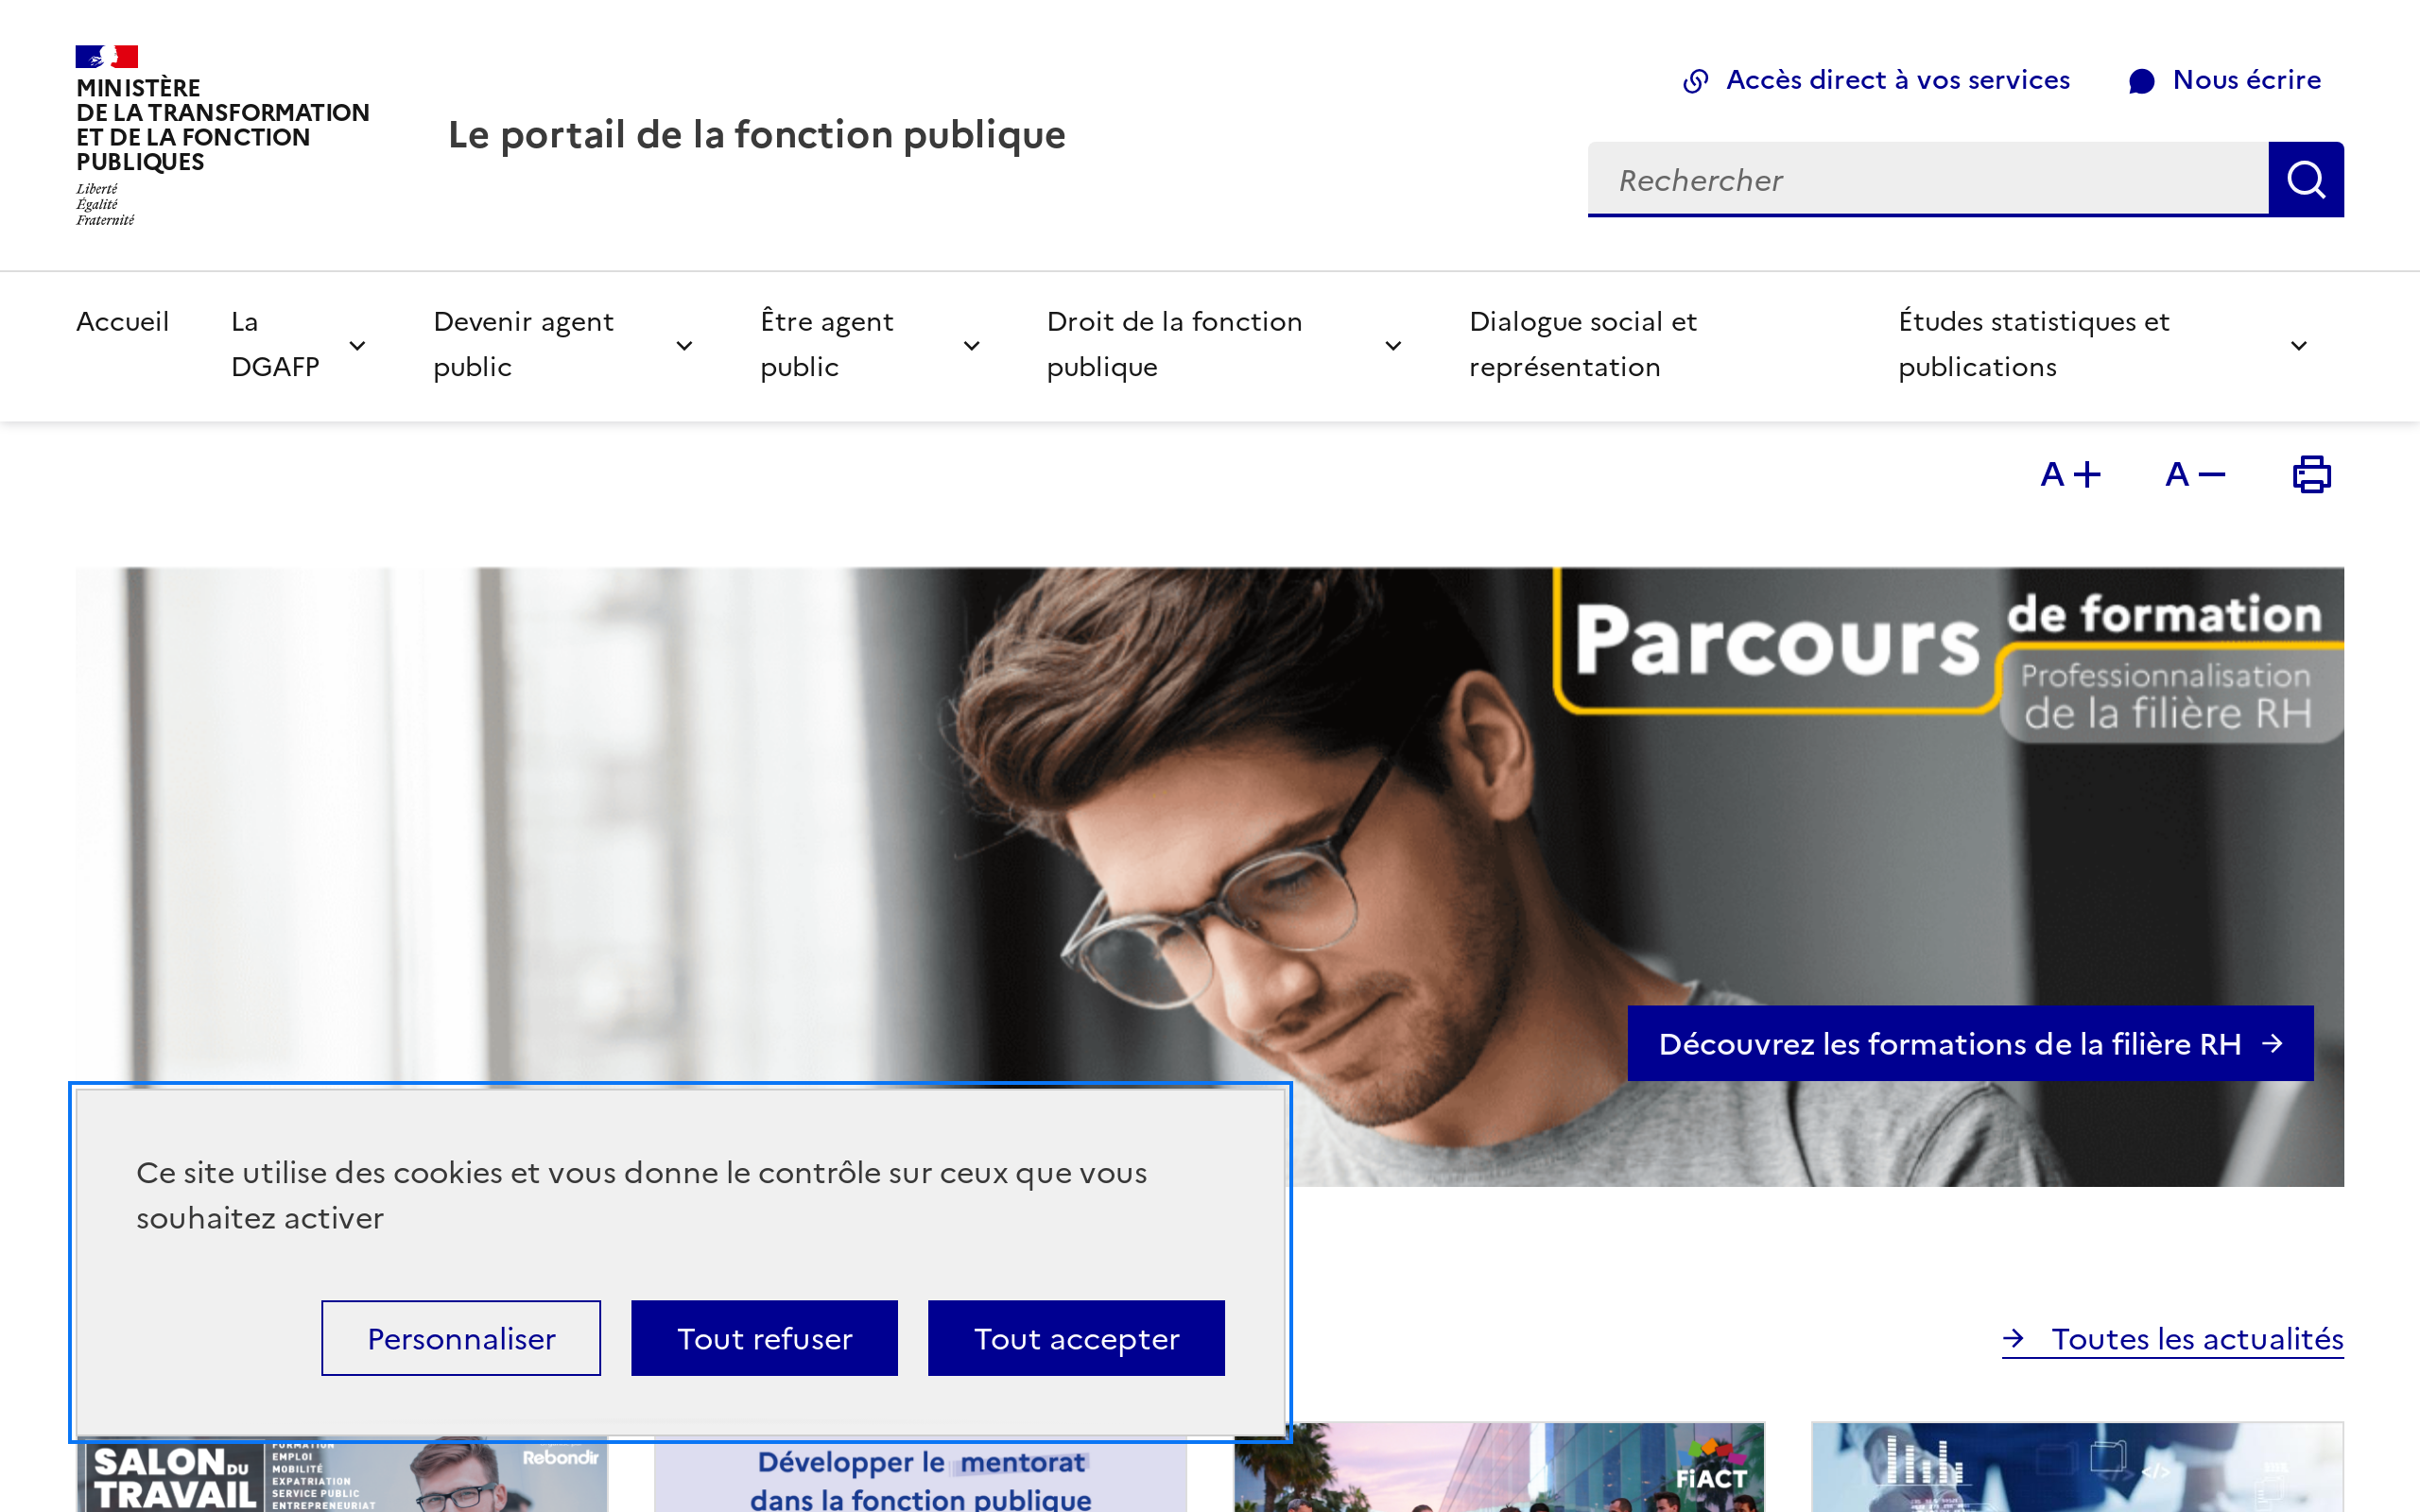 MINISTÈRE
DE LA TRANSFORMATION
ET DE LA FONCTION
PUBLIQUES
Liberté
Égalité
Fraternité
Le portail de la fonction publique
Accès direct à vos services
Nous écrire
Rechercher
Accueil
La
DGAFP
Devenir agent
public
Être agent
public
Droit de la fonction
publique
Dialogue social et
représentation
Études statistiques et
publications
A+
A−
Parcours
de formation
Professionnalisation
de la filière RH
Découvrez les formations de la filière RH
Ce site utilise des cookies et vous donne le contrôle sur ceux que vous
souhaitez activer
Personnaliser
Tout refuser
Tout accepter
Toutes les actualités
SALON DU
TRAVAIL
FORMATION
EMPLOI
MOBILITÉ
EXPATRIATION
SERVICE PUBLIC
ENTREPRENEURIAT
Rebondir
Développer le mentorat
dans la fonction publique
FiACT